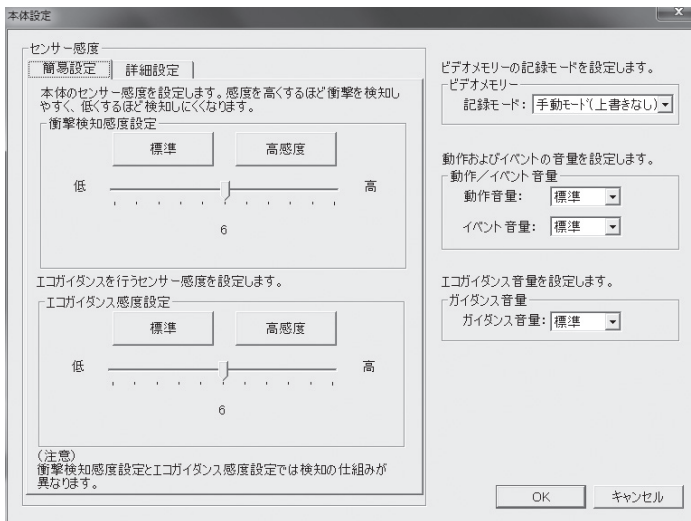 本体設定
センサー感度
簡易設定
詳細設定
本体のセンサー感度を設定します。感度を高くするほど衝撃を検知し
やすく、低くするほど検知しにくくなります。
衝撃検知感度設定
標準
高感度
低
高
6
エコガイダンスを行うセンサー感度を設定します。
エコガイダンス感度設定
標準
高感度
低
高
6
(注意)
衝撃検知感度設定とエコガイダンス感度設定では検知の仕組みが
異なります。
ビデオメモリーの記録モードを設定します。
ビデオメモリー
記録モード: 手動モード(上書きなし)
動作およびイベントの音量を設定します。
動作/イベント音量
動作音量: 標準
イベント音量: 標準
エコガイダンス音量を設定します。
ガイダンス音量
ガイダンス音量: 標準
OK
キャンセル